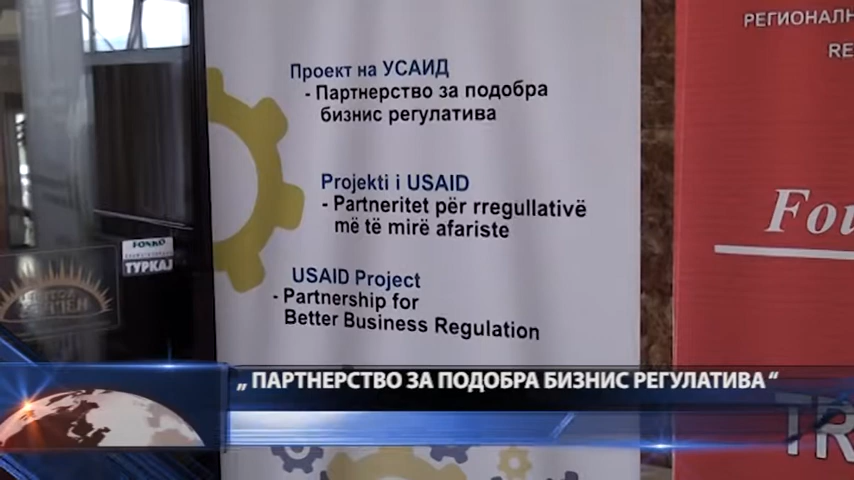 Проект на УСАИД
- Партнерство за подобра
бизнис регулатива
Projekti i USAID
- Partneritet për rregullativë
më të mirë afariste
USAID Project
- Partnership for
Better Business Regulation
FONKO
ТУРКАЈ
РЕГИОНАЛН
RE
Fou
TR
„ ПАРТНЕРСТВО ЗА ПОДОБРА БИЗНИС РЕГУЛАТИВА “